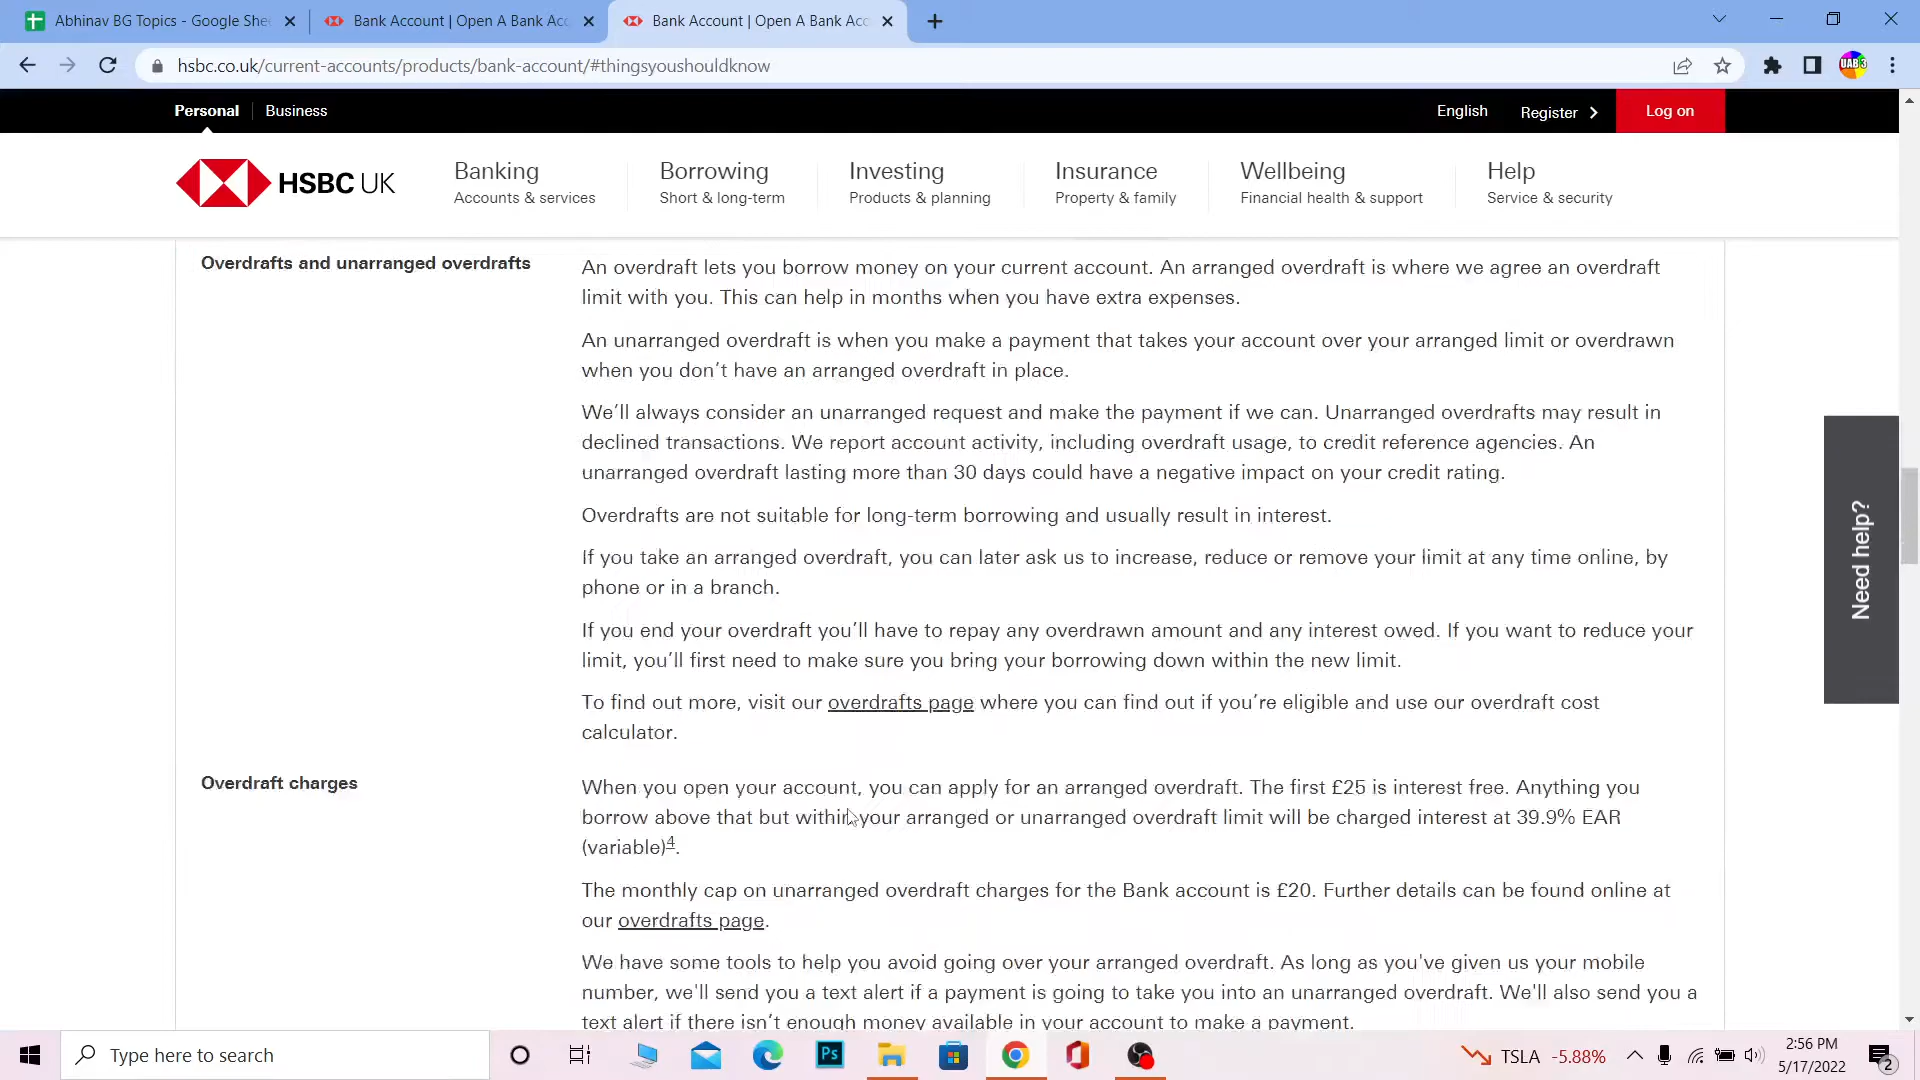 Abhinav BG Topics - Google She
Bank Account | Open A Bank Acc
Bank Account | Open A Bank Acc
hsbc.co.uk/current-accounts/products/bank-account/#thingsyoushouldknow
UAB 3
Personal
Business
English
Register
Log on
HSBC UK
Banking
Accounts & services
Borrowing
Short & long-term
Investing
Products & planning
Insurance
Property & family
Wellbeing
Financial health & support
Help
Service & security
Overdrafts and unarranged overdrafts
An overdraft lets you borrow money on your current account. An arranged overdraft is where we agree an overdraft
limit with you. This can help in months when you have extra expenses.
An unarranged overdraft is when you make a payment that takes your account over your arranged limit or overdrawn
when you don’t have an arranged overdraft in place.
We’ll always consider an unarranged request and make the payment if we can. Unarranged overdrafts may result in
declined transactions. We report account activity, including overdraft usage, to credit reference agencies. An
unarranged overdraft lasting more than 30 days could have a negative impact on your credit rating.
Overdrafts are not suitable for long-term borrowing and usually result in interest.
If you take an arranged overdraft, you can later ask us to increase, reduce or remove your limit at any time online, by
phone or in a branch.
If you end your overdraft you’ll have to repay any overdrawn amount and any interest owed. If you want to reduce your
limit, you’ll first need to make sure you bring your borrowing down within the new limit.
To find out more, visit our overdrafts page where you can find out if you’re eligible and use our overdraft cost
calculator.
Need help?
Overdraft charges
When you open your account, you can apply for an arranged overdraft. The first £25 is interest free. Anything you
borrow above that but within your arranged or unarranged overdraft limit will be charged interest at 39.9% EAR
(variable)4.
The monthly cap on unarranged overdraft charges for the Bank account is £20. Further details can be found online at
our overdrafts page.
We have some tools to help you avoid going over your arranged overdraft. As long as you've given us your mobile
number, we'll send you a text alert if a payment is going to take you into an unarranged overdraft. We'll also send you a
text alert if there isn’t enough money available in your account to make a payment.
Type here to search
Ps
TSLA -5.88%
2:56 PM
5/17/2022
2